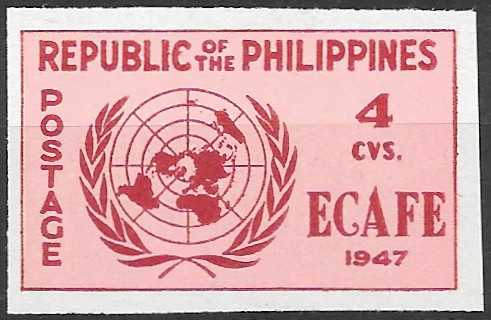 REPUBLIC OF THE PHILIPPINES
POSTAGE
4
CVS.
ECAFE
1947